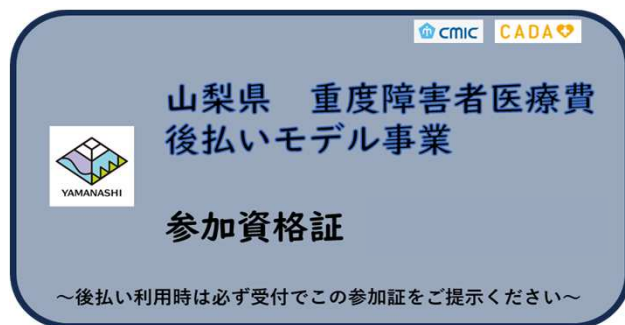 cmic CADA
山梨県 重度障害者医療費
後払いモデル事業
YAMANASHI
参加資格証
～後払い利用時は必ず受付でこの参加証をご提示ください～